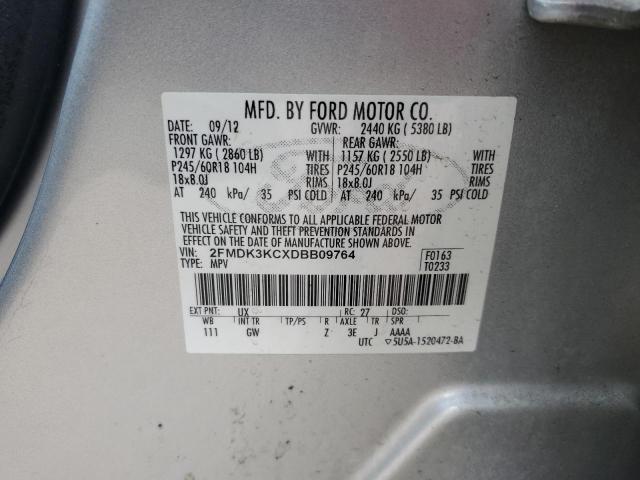 MFD. BY FORD MOTOR CO.
DATE: 09/12 GVWR: 2440 KG ( 5380 LB)
FRONT GAWR: REAR GAWR:
1297 KG ( 2860 LB) WITH 1157 KG ( 2550 LB) WITH
P245/60R18 104H TIRES P245/60R18 104H TIRES
18x8.0J RIMS 18x8.0J RIMS
AT 240 kPa/ 35 PSI COLD AT 240 kPa/ 35 PSI COLD
THIS VEHICLE CONFORMS TO ALL APPLICABLE FEDERAL MOTOR
VEHICLE SAFETY AND THEFT PREVENTION STANDARDS IN
EFFECT ON THE DATE OF MANUFACTURE SHOWN ABOVE.
VIN: 2FMDK3KCXDBB09764 F0163
TYPE: MPV T0233
EXT PNT: UX RC: 27 DSO:
WB INT TR TP/PS R AXLE TR SPR
111 GW Z 3E J AAAA
UTC ▽5U5A-1520472-BA
Ford